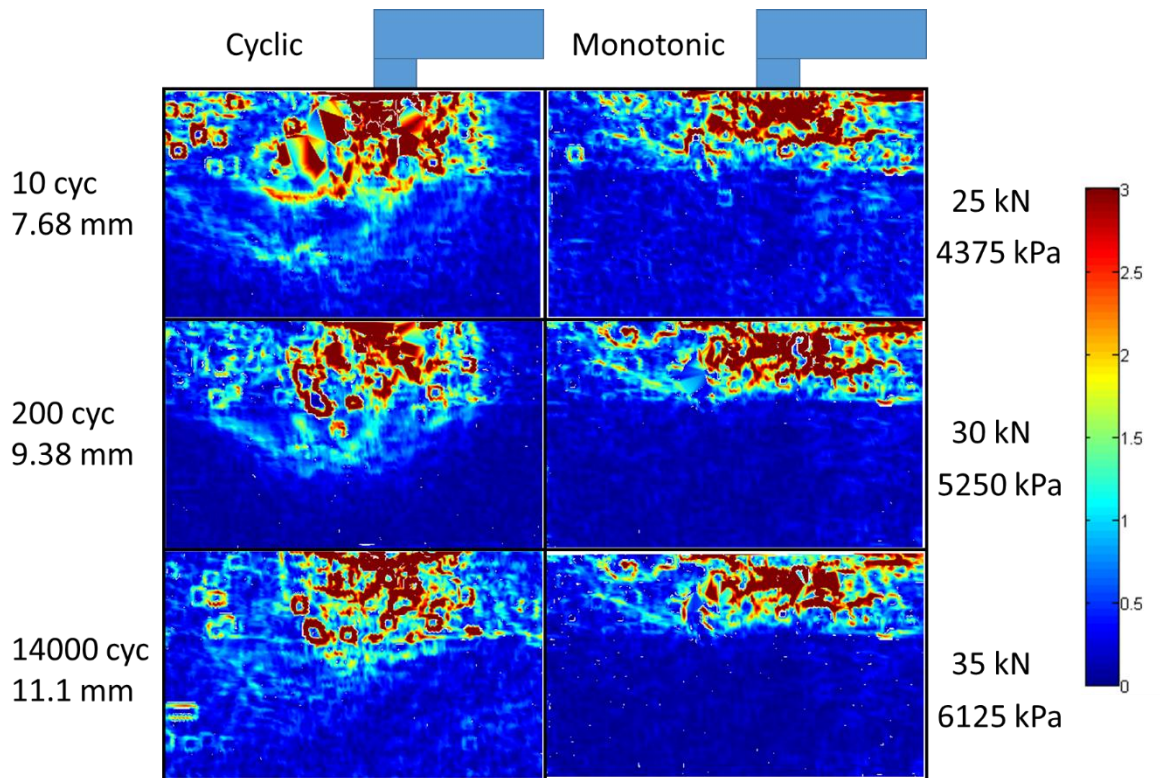 Cyclic
Monotonic
10 cyc
7.68 mm
25 kN
4375 kPa
200 cyc
9.38 mm
30 kN
5250 kPa
14000 cyc
11.1 mm
35 kN
6125 kPa
3
2.5
2
1.5
1
0.5
0